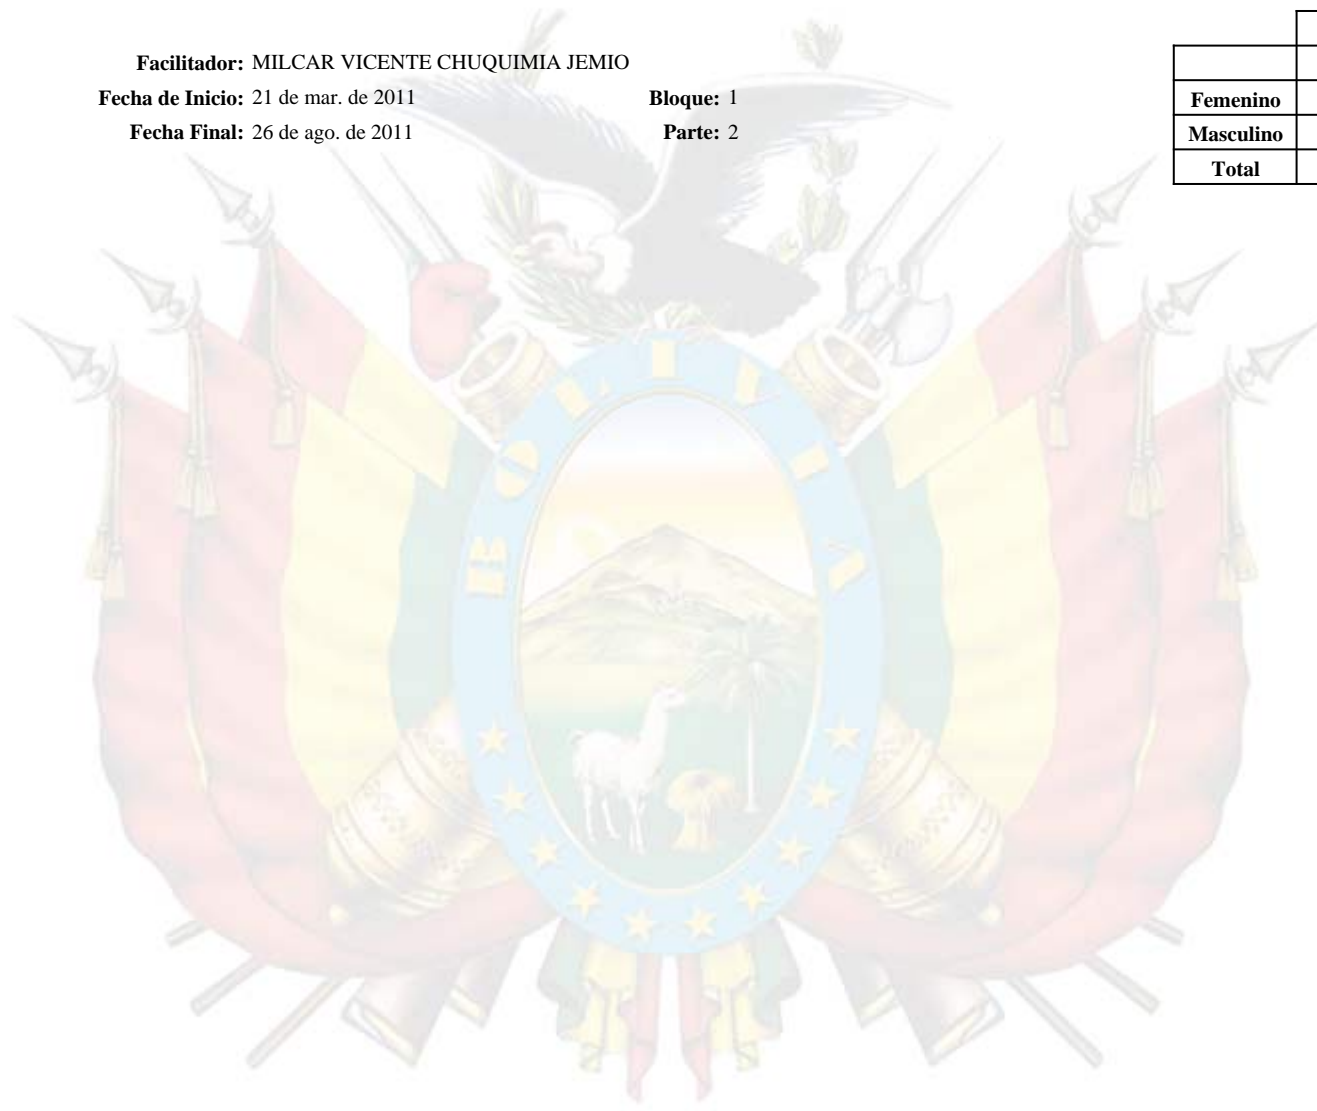 Facilitador: MILCAR VICENTE CHUQUIMIA JEMIO
Fecha de Inicio: 21 de mar. de 2011 Bloque: 1
Fecha Final: 26 de ago. de 2011 Parte: 2
Femenino
Masculino
Total
BOLIVIA